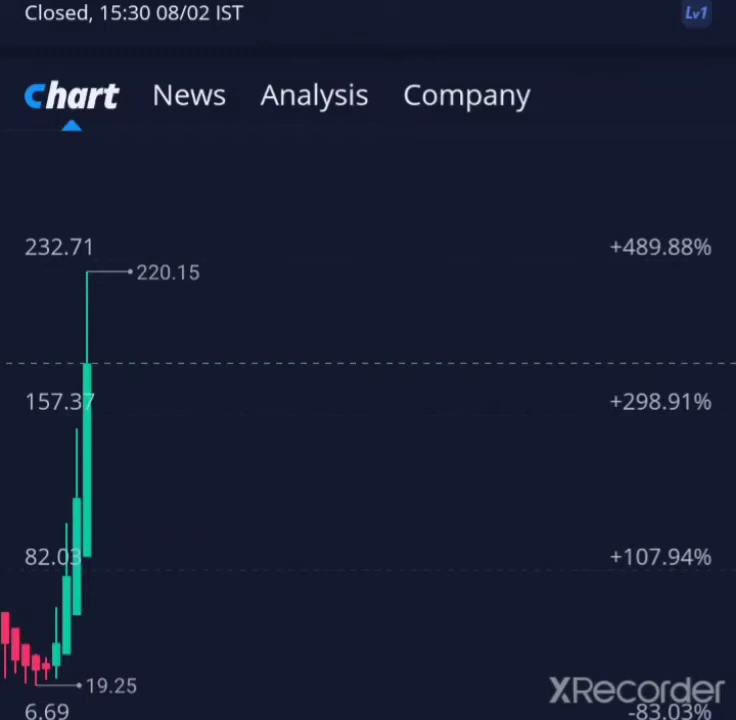 Closed, 15:30 08/02 IST
Lv1
Chart News Analysis Company
232.71 +489.88%
220.15
157.37 +298.91%
82.03 +107.94%
19.25
XRecorder
6.69 -83.03%